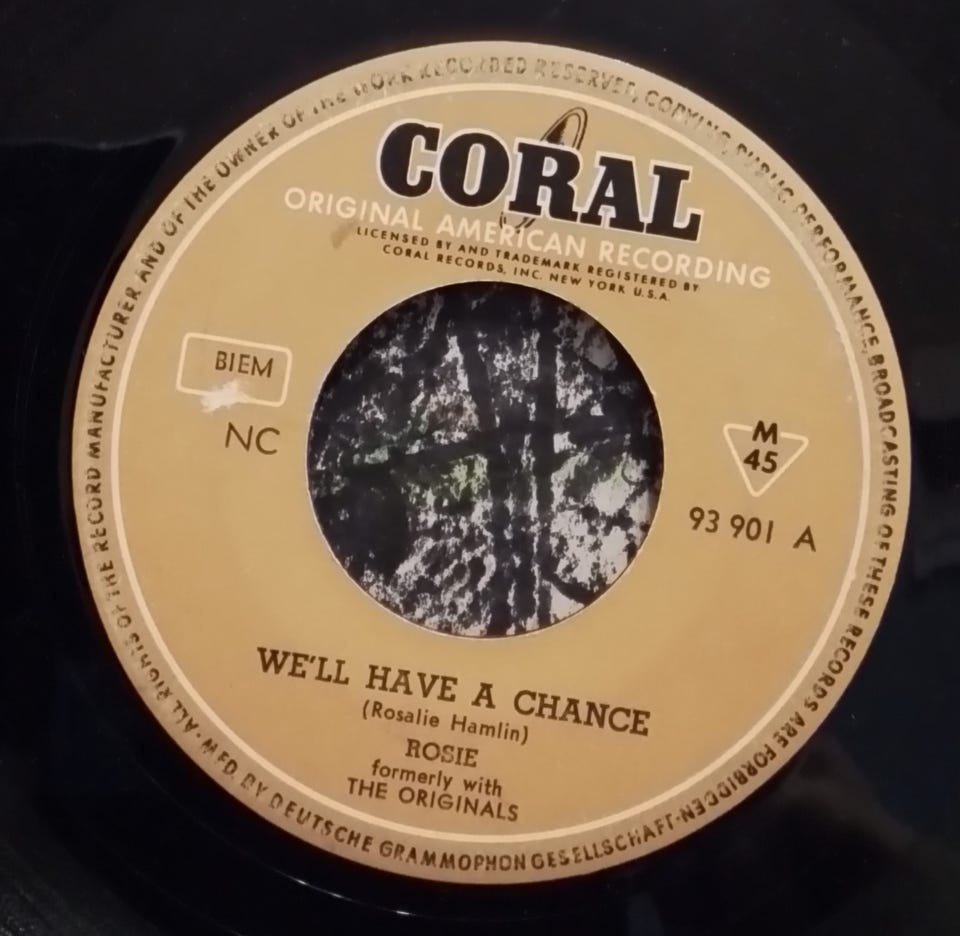 CORAL
ORIGINAL AMERICAN RECORDING
LICENSED BY AND TRADEMARK REGISTERED BY
CORAL RECORDS, INC. NEW YORK U.S.A.
BIEM
NC
M
45
93 901 A
WE'LL HAVE A CHANCE
(Rosalie Hamlin)
ROSIE
formerly with
THE ORIGINALS
MFD. BY DEUTSCHE GRAMMOPHON GESELLSCHAFT · ALL RIGHTS OF THE RECORD MANUFACTURER AND OF THE OWNER OF THE WORK RECORDED RESERVED, COPYING, PUBLIC PERFORMANCE, BROADCASTING OF THESE RECORDS ARE FORBIDDEN